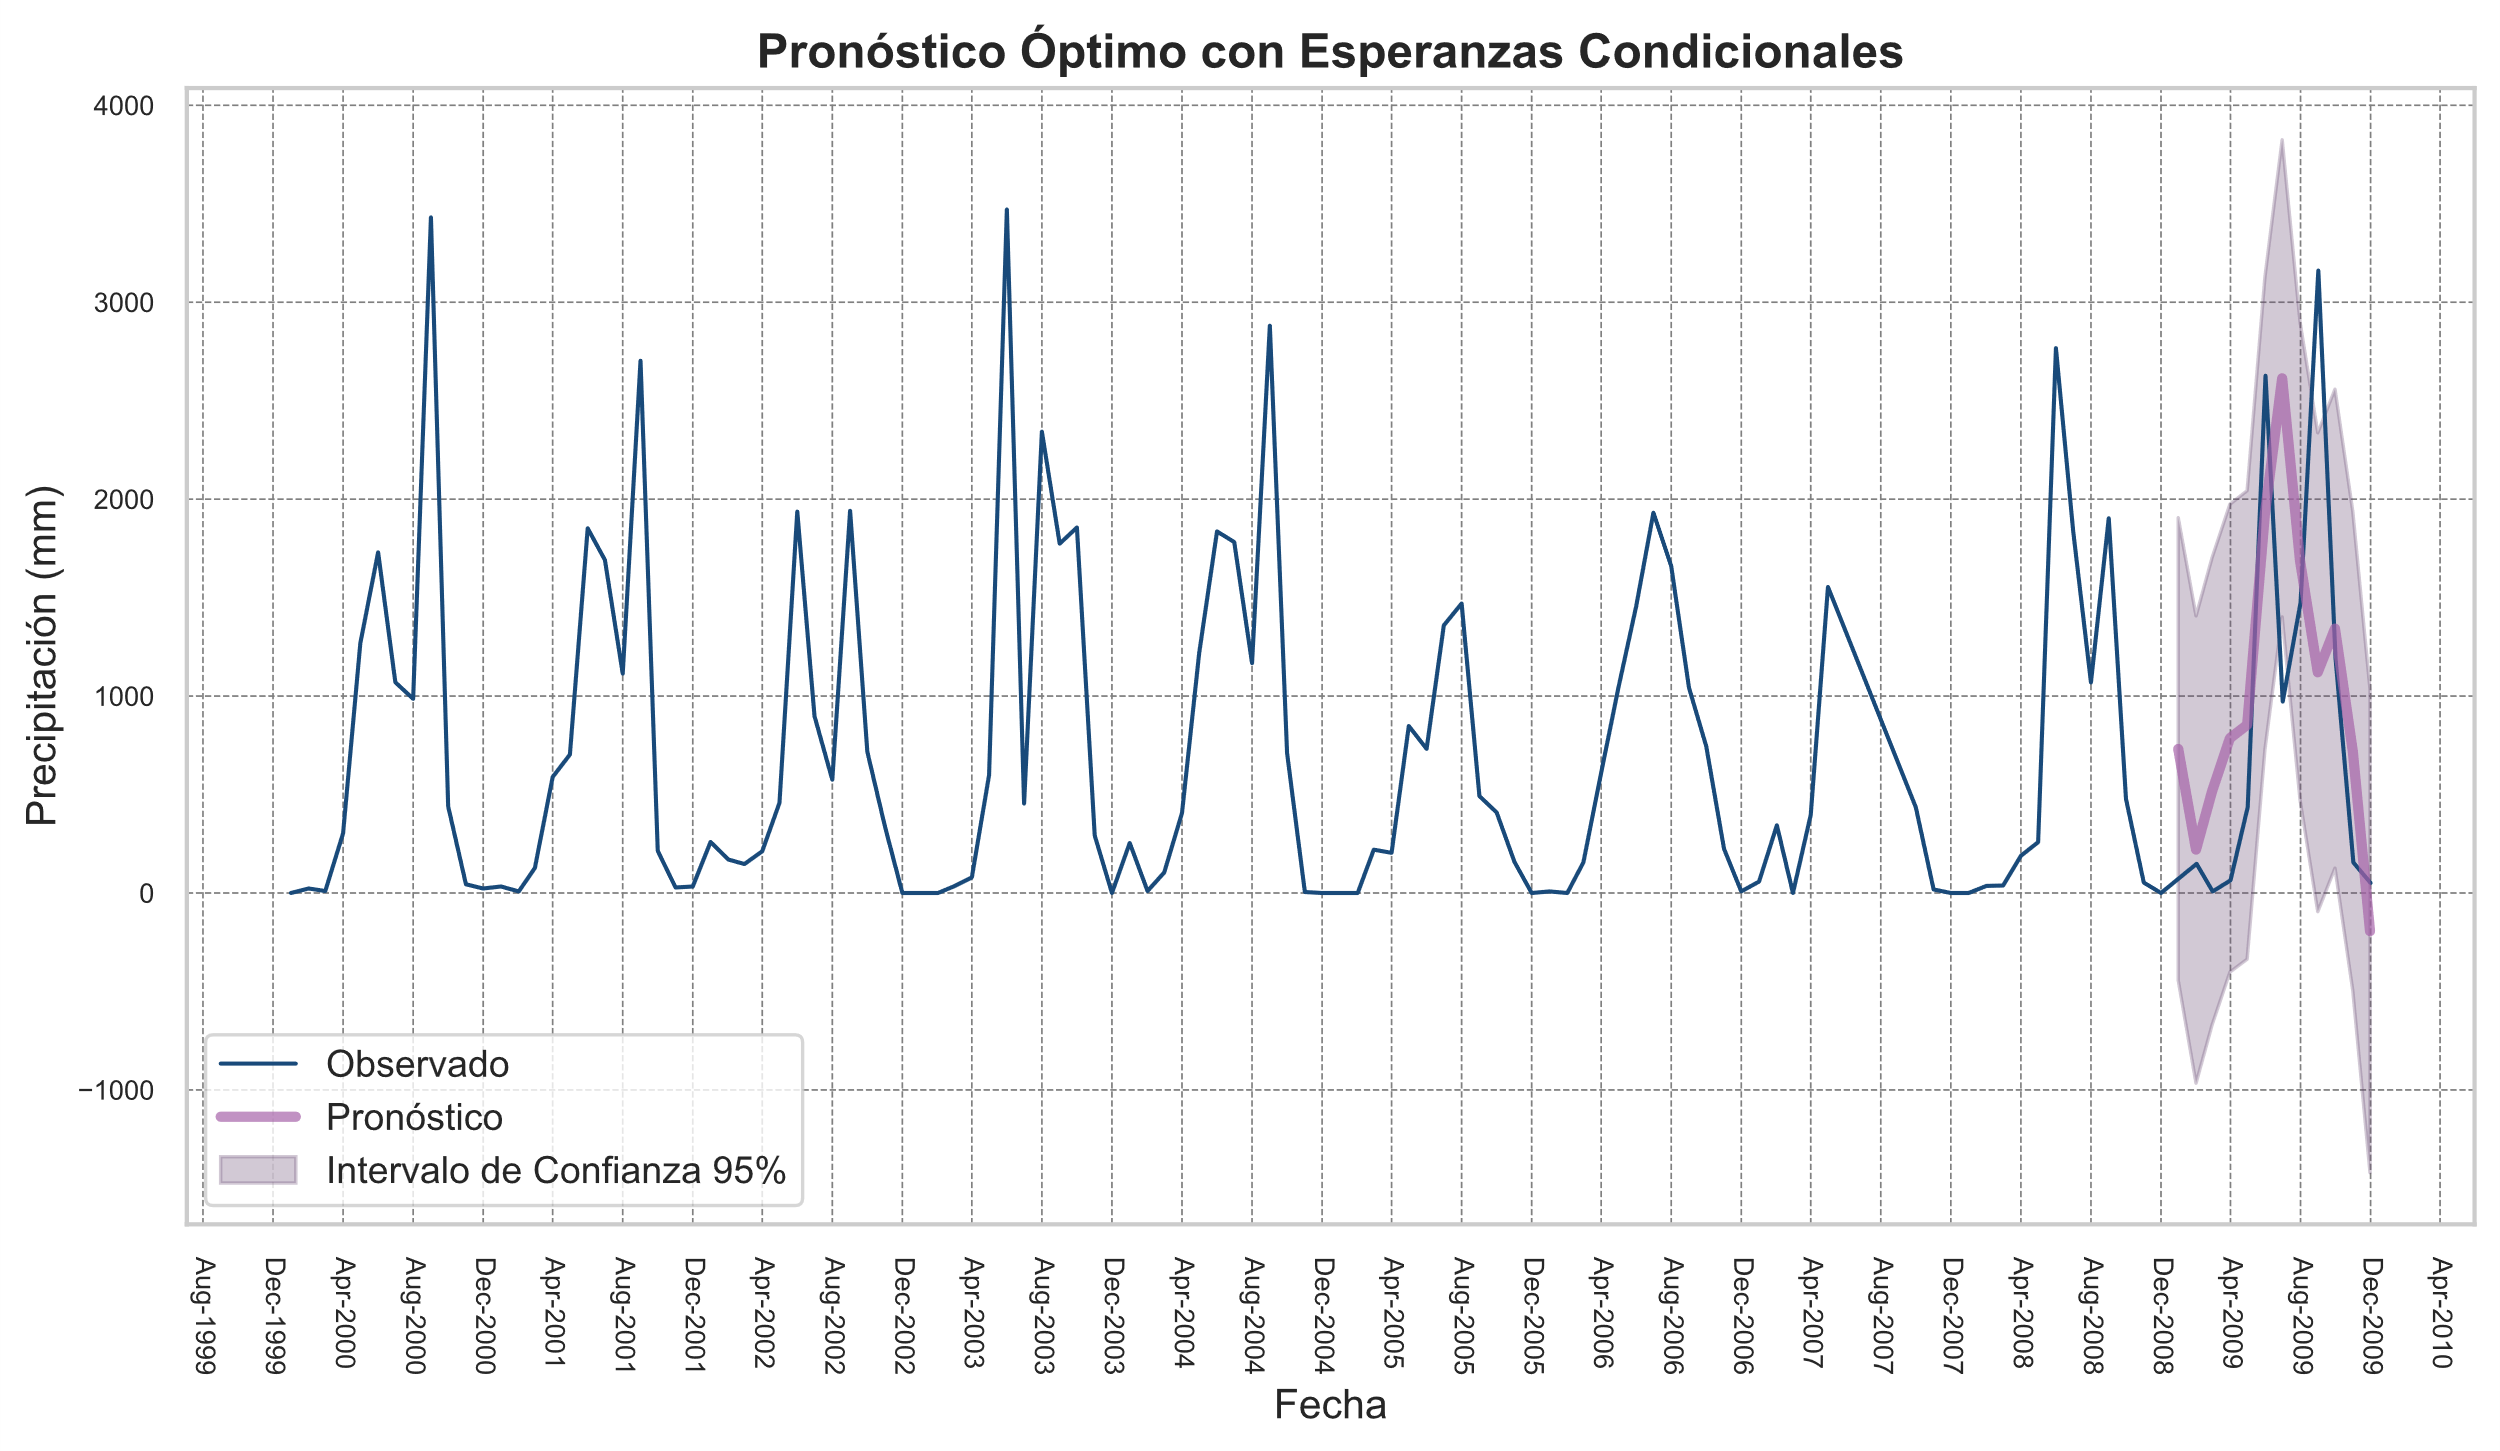 Pronóstico Óptimo con Esperanzas Condicionales
4000
3000
2000
1000
0
−1000
Precipitación (mm)
Observado
Pronóstico
Intervalo de Confianza 95%
Aug-1999
Dec-1999
Apr-2000
Aug-2000
Dec-2000
Apr-2001
Aug-2001
Dec-2001
Apr-2002
Aug-2002
Dec-2002
Apr-2003
Aug-2003
Dec-2003
Apr-2004
Aug-2004
Dec-2004
Apr-2005
Aug-2005
Dec-2005
Apr-2006
Aug-2006
Dec-2006
Apr-2007
Aug-2007
Dec-2007
Apr-2008
Aug-2008
Dec-2008
Apr-2009
Aug-2009
Dec-2009
Apr-2010
Fecha